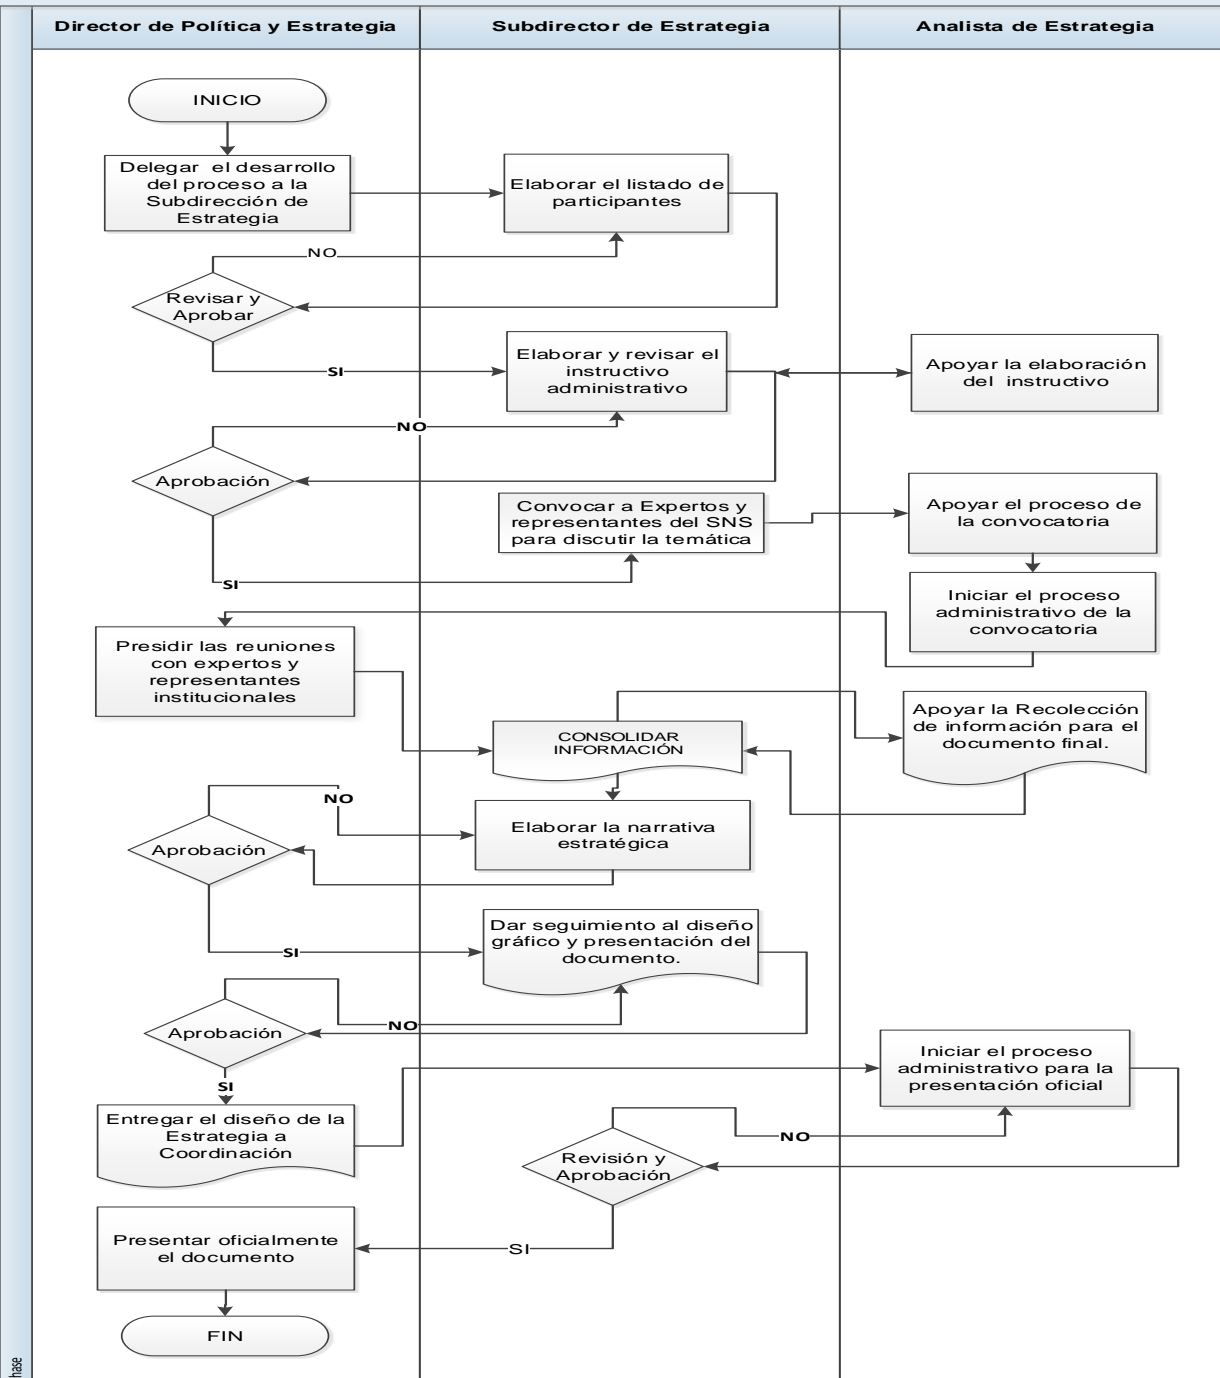 Director de Política y Estrategia
Subdirector de Estrategia
Analista de Estrategia
INICIO
Delegar el desarrollo
del proceso a la
Subdirección de
Estrategia
Elaborar el listado de
participantes
NO
Revisar y
Aprobar
SI
Elaborar y revisar el
instructivo
administrativo
Apoyar la elaboración
del instructivo
NO
Aprobación
SI
Convocar a Expertos y
representantes del SNS
para discutir la temática
Apoyar el proceso de
la convocatoria
Iniciar el proceso
administrativo de la
convocatoria
Presidir las reuniones
con expertos y
representantes
institucionales
CONSOLIDAR
INFORMACIÓN
Apoyar la Recolección
de información para el
documento final.
NO
Aprobación
Elaborar la narrativa
estratégica
SI
Dar seguimiento al diseño
gráfico y presentación del
documento.
Aprobación
NO
SI
Iniciar el proceso
administrativo para la
presentación oficial
Entregar el diseño de la
Estrategia a
Coordinación
NO
Revisión y
Aprobación
SI
Presentar oficialmente
el documento
FIN
hase